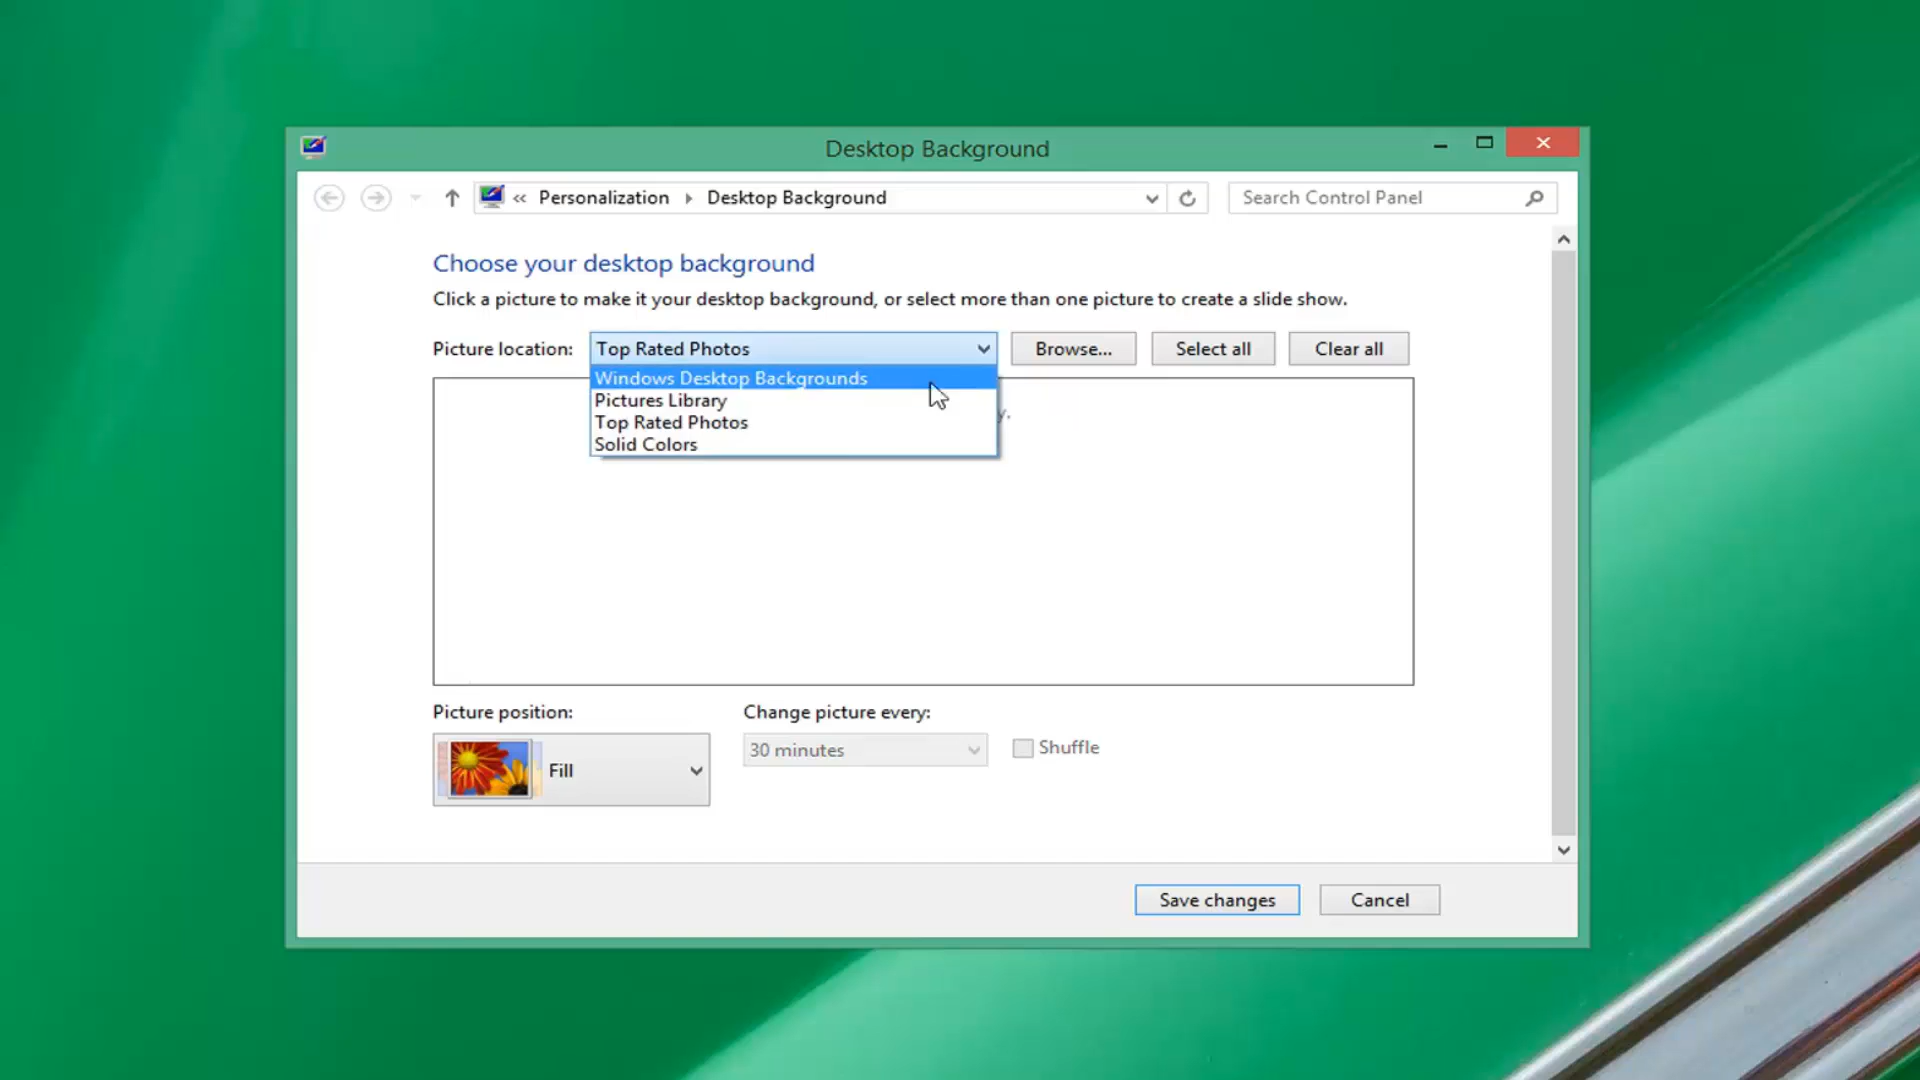 Desktop Background
« Personalization Desktop Background
Search Control Panel
Choose your desktop background
Click a picture to make it your desktop background, or select more than one picture to create a slide show.
Picture location: Top Rated Photos Browse... Select all Clear all
Windows Desktop Backgrounds
Pictures Library
Top Rated Photos
Solid Colors
Picture position: Change picture every:
Fill 30 minutes Shuffle
Save changes Cancel